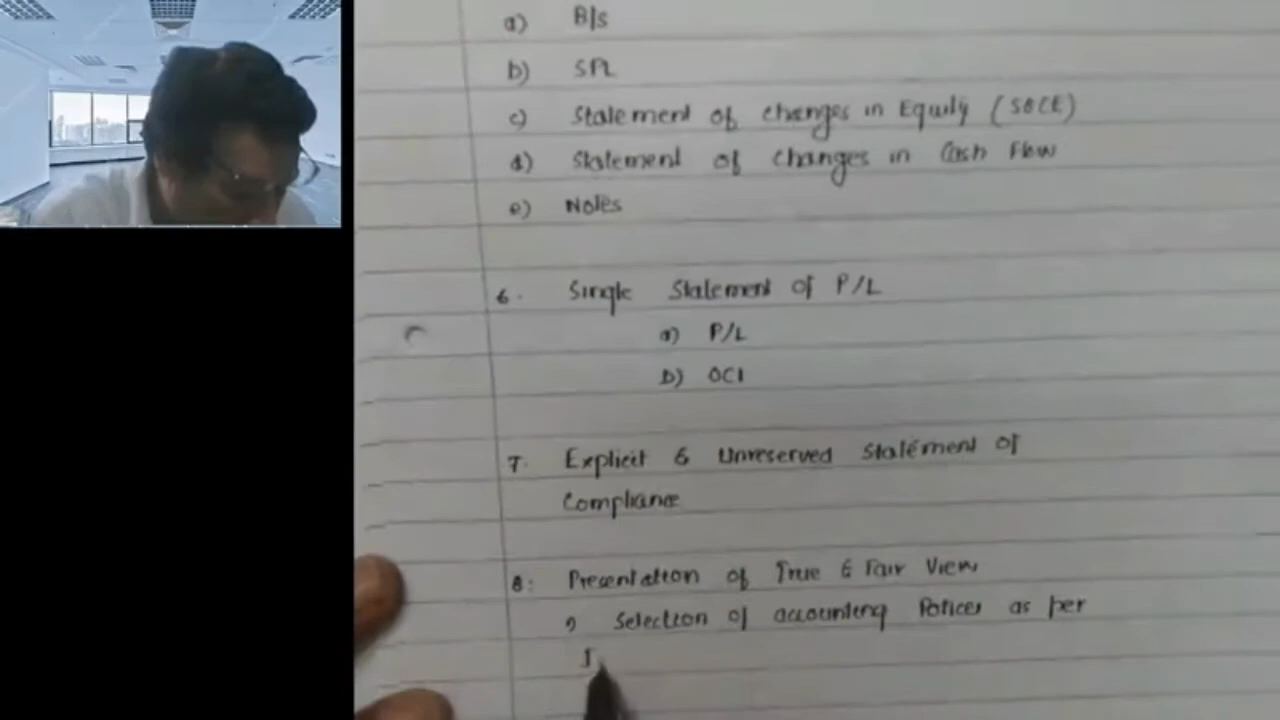 a) B/s
b) SPL
c) Statement of changes in Equity (SOCE)
d) Statement of changes in Cash Flow
e) Notes
6. Single Statement of P/L
a) P/L
b) OCI
7. Explicit & Unreserved Statement of
Compliance
8: Presentation of True & Fair View
i) Selection of accounting Polices as per
I